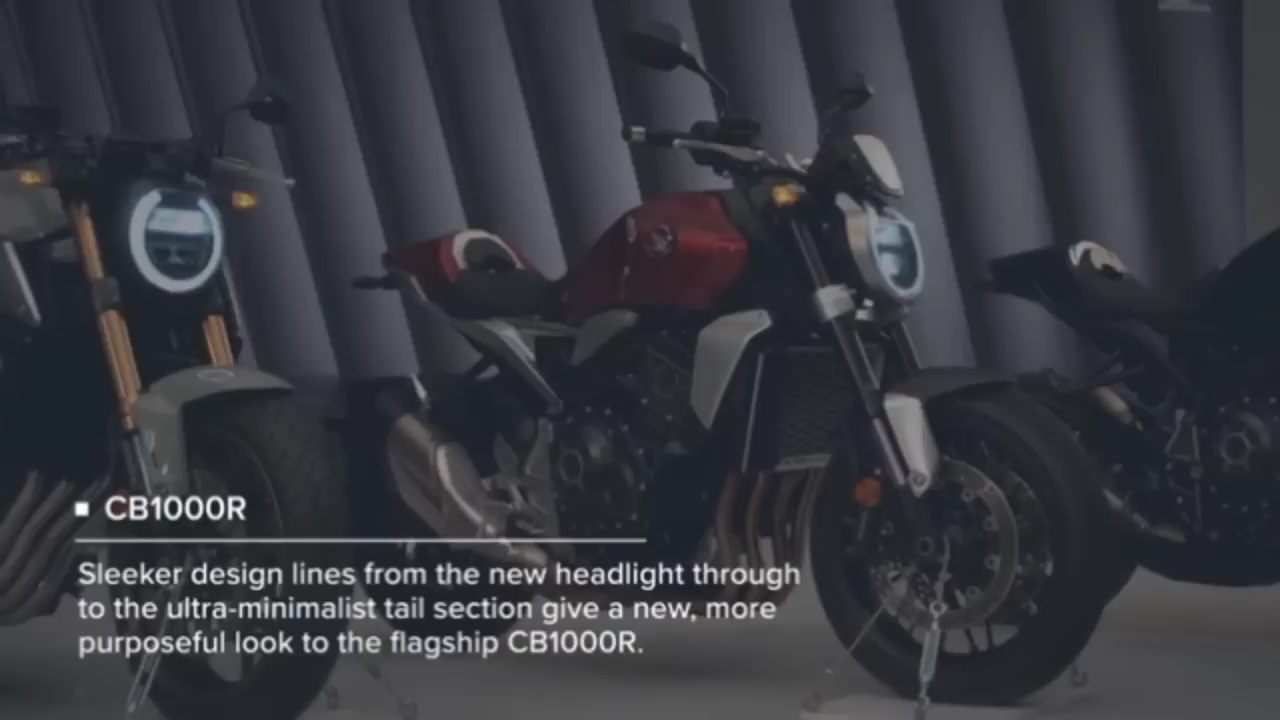 CB1000R
Sleeker design lines from the new headlight through
to the ultra-minimalist tail section give a new, more
purposeful look to the flagship CB1000R.